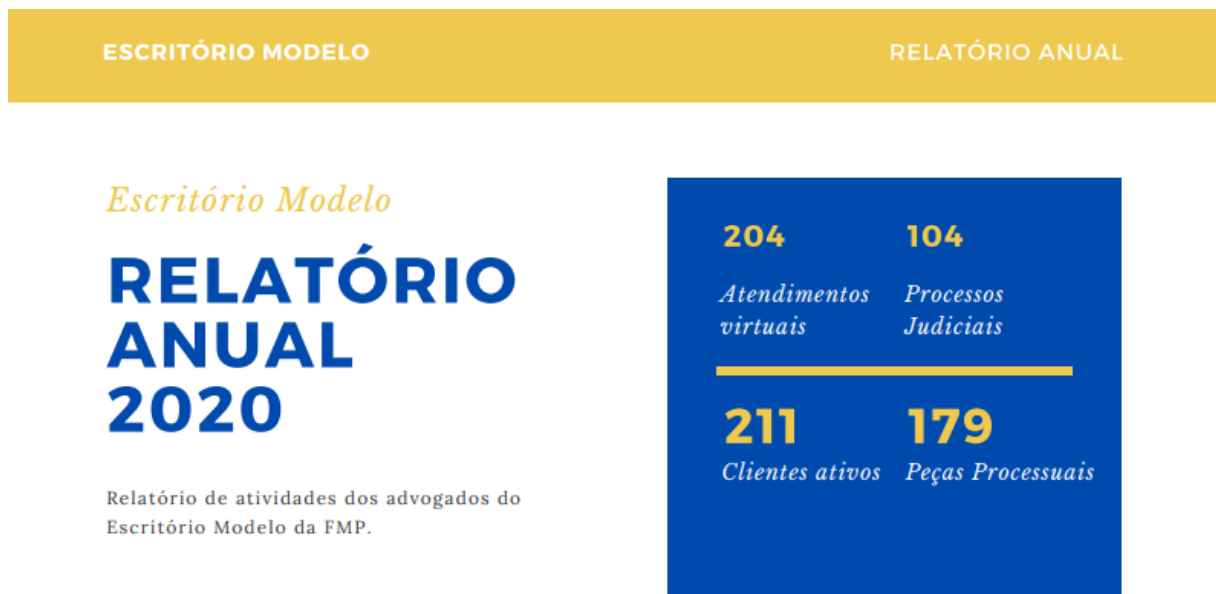 ESCRITÓRIO MODELO
RELATÓRIO ANUAL
Escritório Modelo
RELATÓRIO
ANUAL
2020
Relatório de atividades dos advogados do
Escritório Modelo da FMP.
204
Atendimentos
virtuais
104
Processos
Judiciais
211
Clientes ativos
179
Peças Processuais